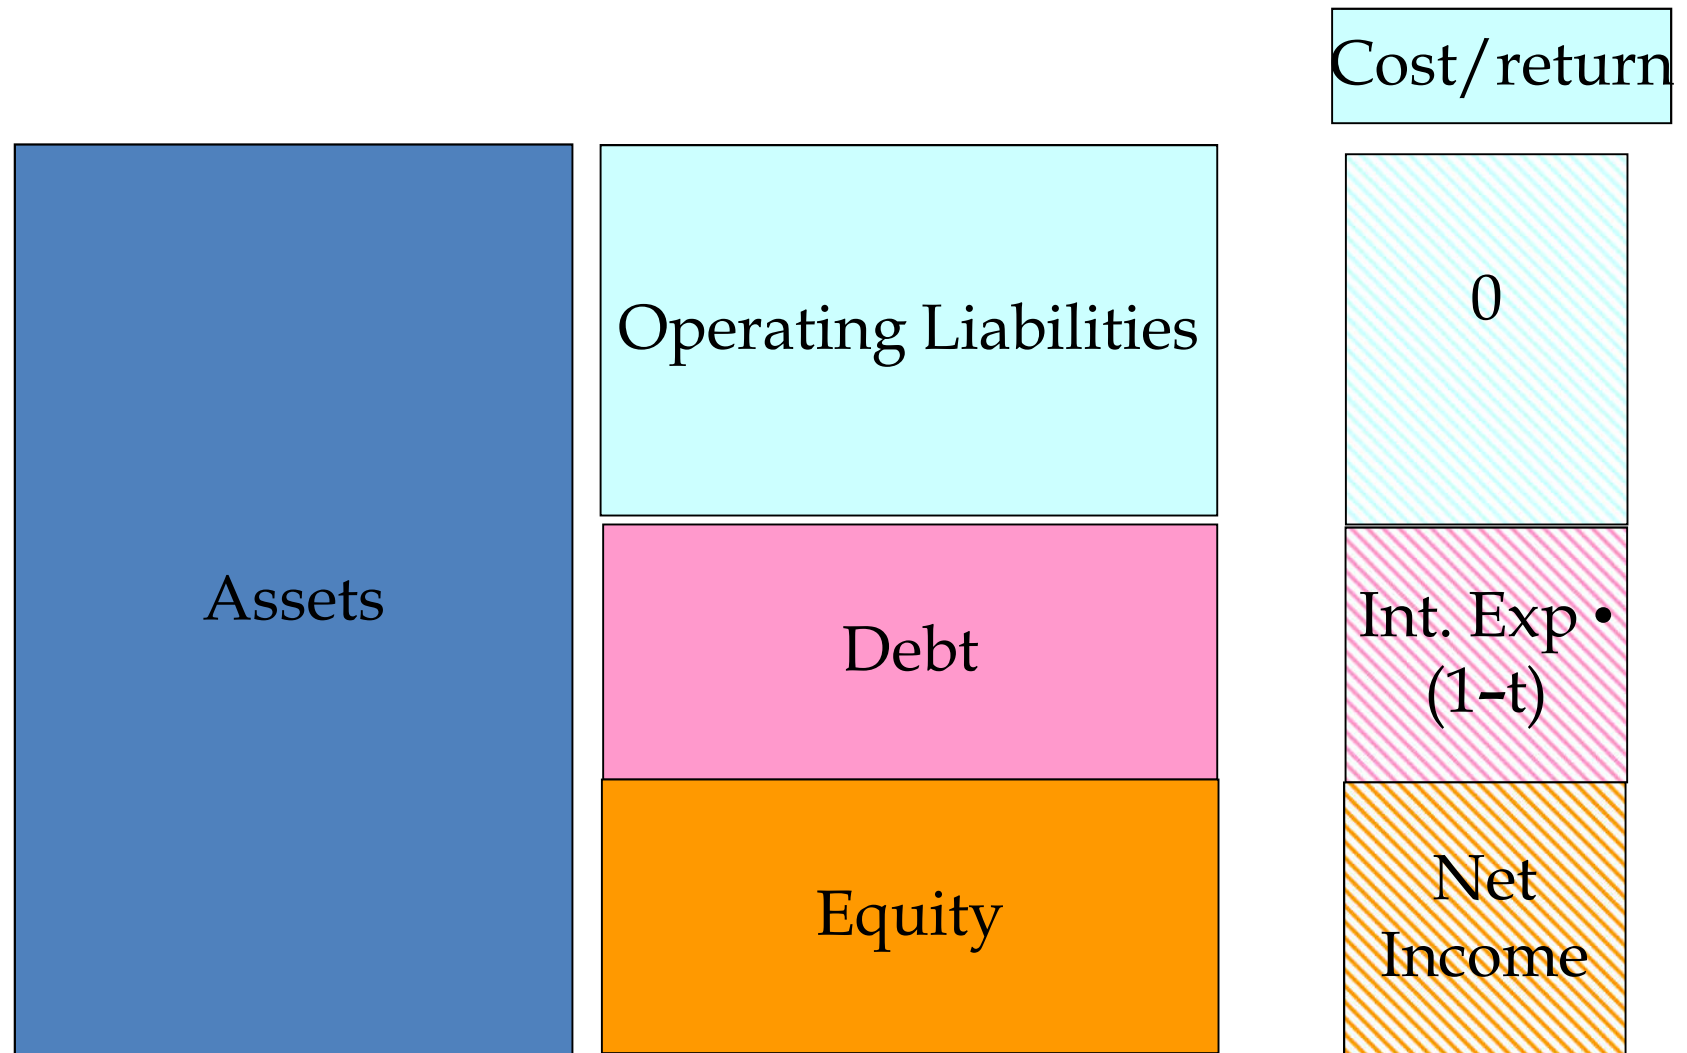 Cost/return
Operating Liabilities
0
Assets
Debt
Int. Exp •
(1-t)
Equity
Net
Income